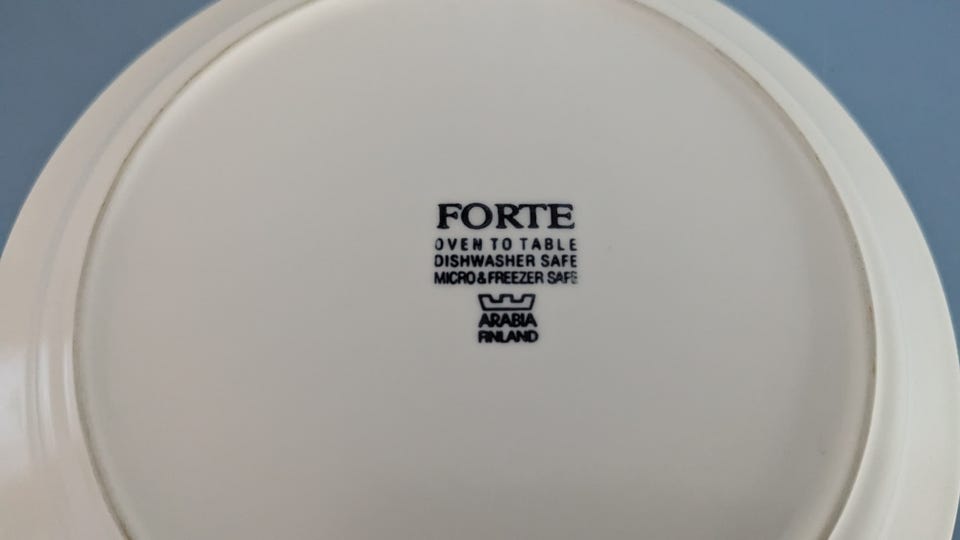 FORTE
OVEN TO TABLE
DISHWASHER SAFE
MICRO & FREEZER SAFE
ARABIA
FINLAND